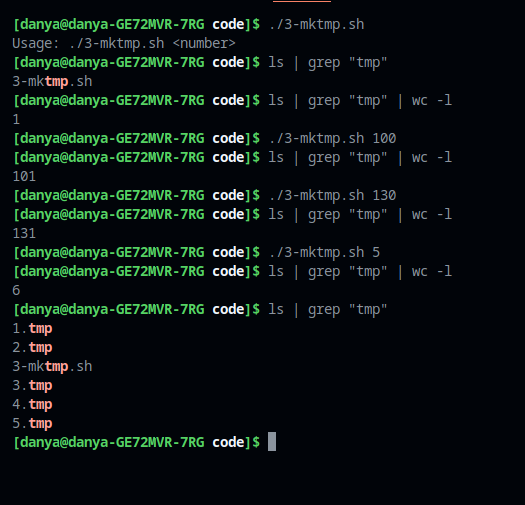 [danya@danya-GE72MVR-7RG code]$ ./3-mktmp.sh
Usage: ./3-mktmp.sh <number>
[danya@danya-GE72MVR-7RG code]$ ls | grep "tmp"
3-mktmp.sh
[danya@danya-GE72MVR-7RG code]$ ls | grep "tmp" | wc -l
1
[danya@danya-GE72MVR-7RG code]$ ./3-mktmp.sh 100
[danya@danya-GE72MVR-7RG code]$ ls | grep "tmp" | wc -l
101
[danya@danya-GE72MVR-7RG code]$ ./3-mktmp.sh 130
[danya@danya-GE72MVR-7RG code]$ ls | grep "tmp" | wc -l
131
[danya@danya-GE72MVR-7RG code]$ ./3-mktmp.sh 5
[danya@danya-GE72MVR-7RG code]$ ls | grep "tmp" | wc -l
6
[danya@danya-GE72MVR-7RG code]$ ls | grep "tmp"
1.tmp
2.tmp
3-mktmp.sh
3.tmp
4.tmp
5.tmp
[danya@danya-GE72MVR-7RG code]$